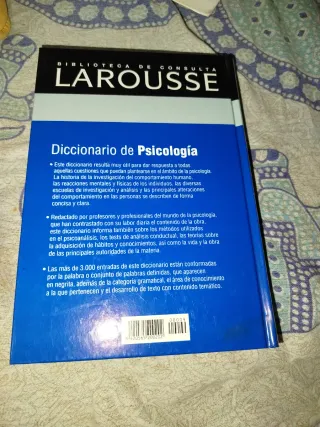 BIBLIOTECA DE CONSULTA
LAROUSSE
Diccionario de Psicología
• Este diccionario resulta muy útil para dar respuesta a todas
aquellas cuestiones que puedan plantearse en el ámbito de la psicología.
La historia de la investigación del comportamiento humano,
las reacciones mentales y físicas de los individuos, las diversas
escuelas de investigación y análisis y las principales alteraciones
del comportamiento en las personas se describen de forma
concisa y clara.
• Redactado por profesores y profesionales del mundo de la psicología,
que han contrastado con su labor diaria el contenido de la obra,
este diccionario informa también sobre los métodos utilizados
en el psicoanálisis, los tests de análisis conductual, las teorías sobre
la adquisición de hábitos y conocimientos, así como la vida y la obra
de las principales autoridades de la materia.
• Las más de 3.000 entradas de este diccionario están conformadas
por la palabra o conjunto de palabras definidas, que aparecen
en negrita, además de la categoría gramatical, el área de conocimiento
a la que pertenecen y el desarrollo de texto con contenido temático.